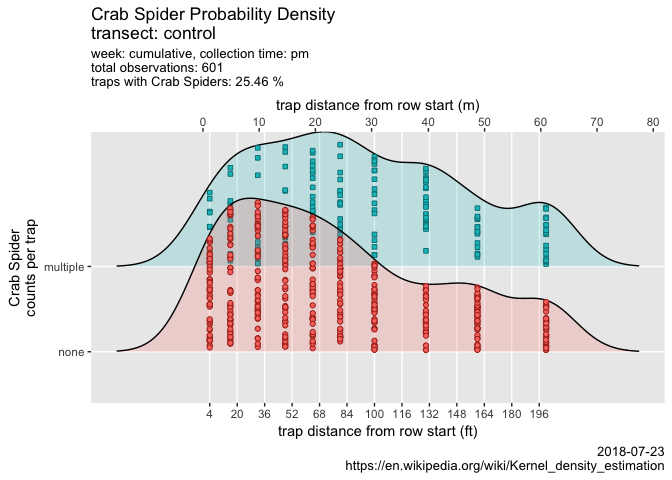 Crab Spider Probability Density
transect: control
week: cumulative, collection time: pm
total observations: 601
traps with Crab Spiders: 25.46 %
trap distance from row start (m)
0 10 20 30 40 50 60 70 80
Crab Spider
counts per trap
multiple
none
4 20 36 52 68 84 100 116 132 148 164 180 196
trap distance from row start (ft)
2018-07-23
https://en.wikipedia.org/wiki/Kernel_density_estimation